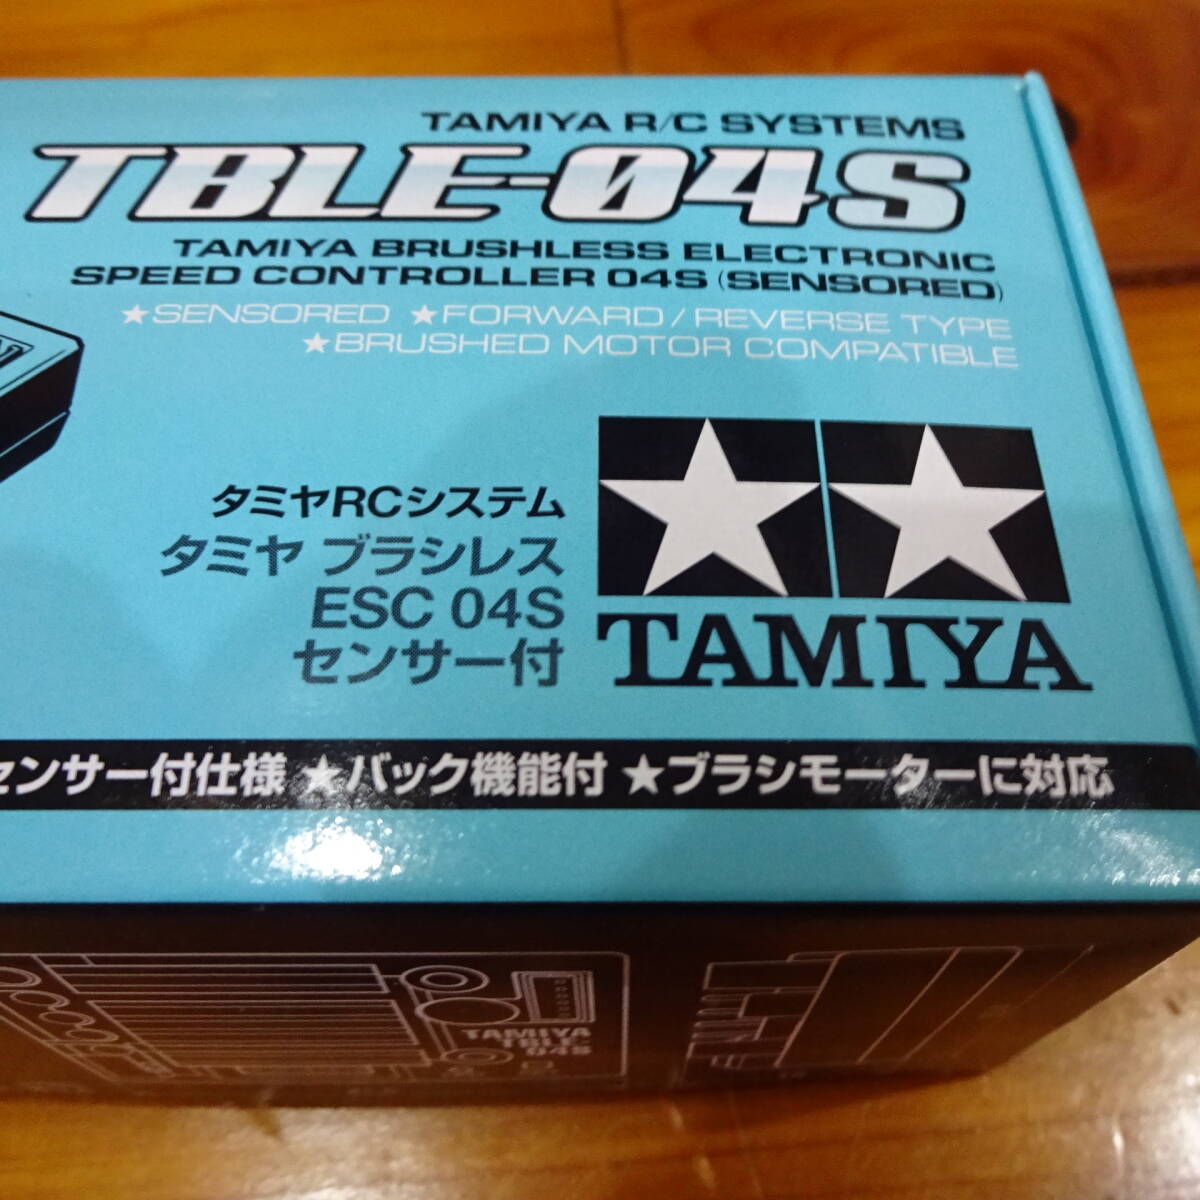 TAMIYA R/C SYSTEMS
TBLE-04S
TAMIYA BRUSHLESS ELECTRONIC
SPEED CONTROLLER 04S (SENSORED)
★SENSORED ★FORWARD/REVERSE TYPE
★BRUSHED MOTOR COMPATIBLE
タミヤRCシステム
タミヤ ブラシレス
ESC 04S
センサー付
TAMIYA
センサー付仕様 ★バック機能付 ★ブラシモーターに対応
TAMIYA
TBLE-
04S